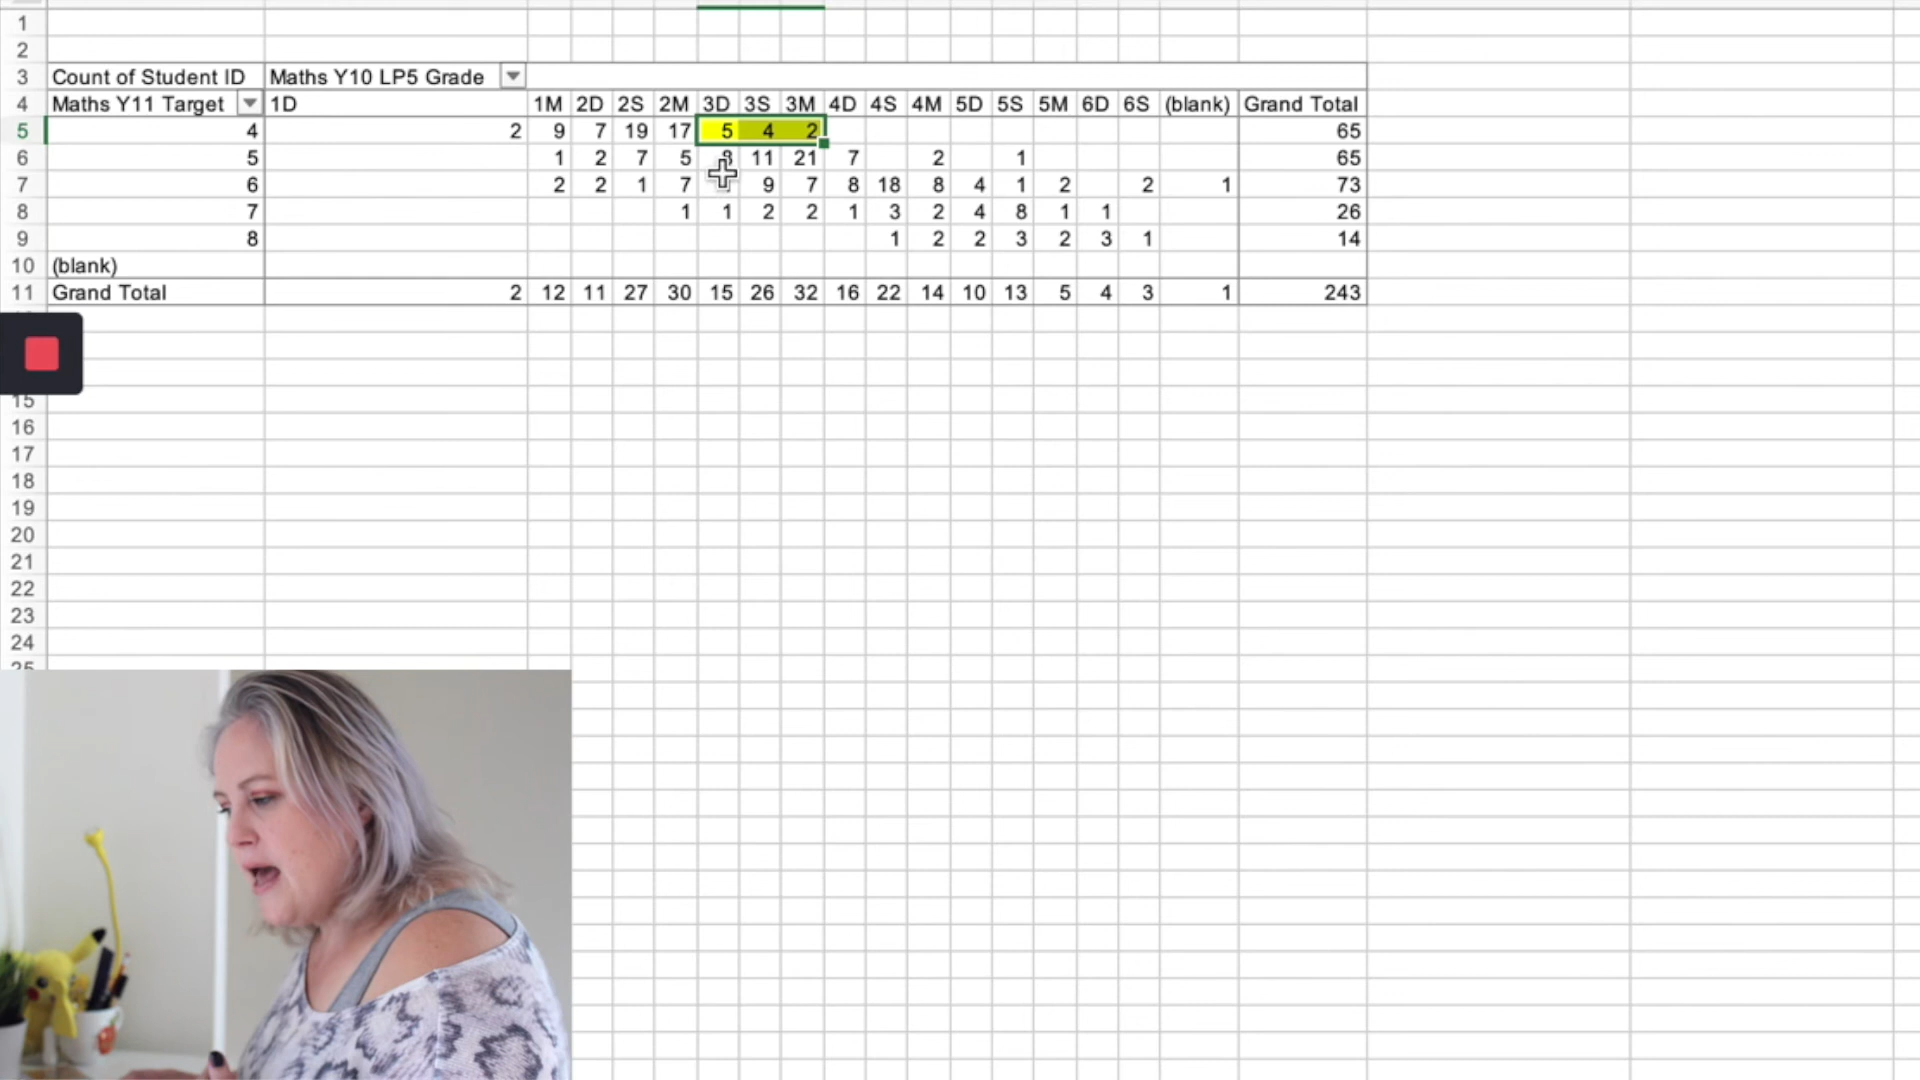 1
2
3 Count of Student ID Maths Y10 LP5 Grade
4 Maths Y11 Target 1D 1M 2D 2S 2M 3D 3S 3M 4D 4S 4M 5D 5S 5M 6D 6S (blank) Grand Total
5 4 2 9 7 19 17 5 4 2 65
6 5 1 2 7 5 11 21 7 2 1 65
7 6 2 2 1 7 9 7 8 18 8 4 1 2 2 1 73
8 7 1 1 2 2 1 3 2 4 8 1 1 26
9 8 1 2 2 3 2 3 1 14
10 (blank)
11 Grand Total 2 12 11 27 30 15 26 32 16 22 14 10 13 5 4 3 1 243
15
16
17
18
19
20
21
22
23
24